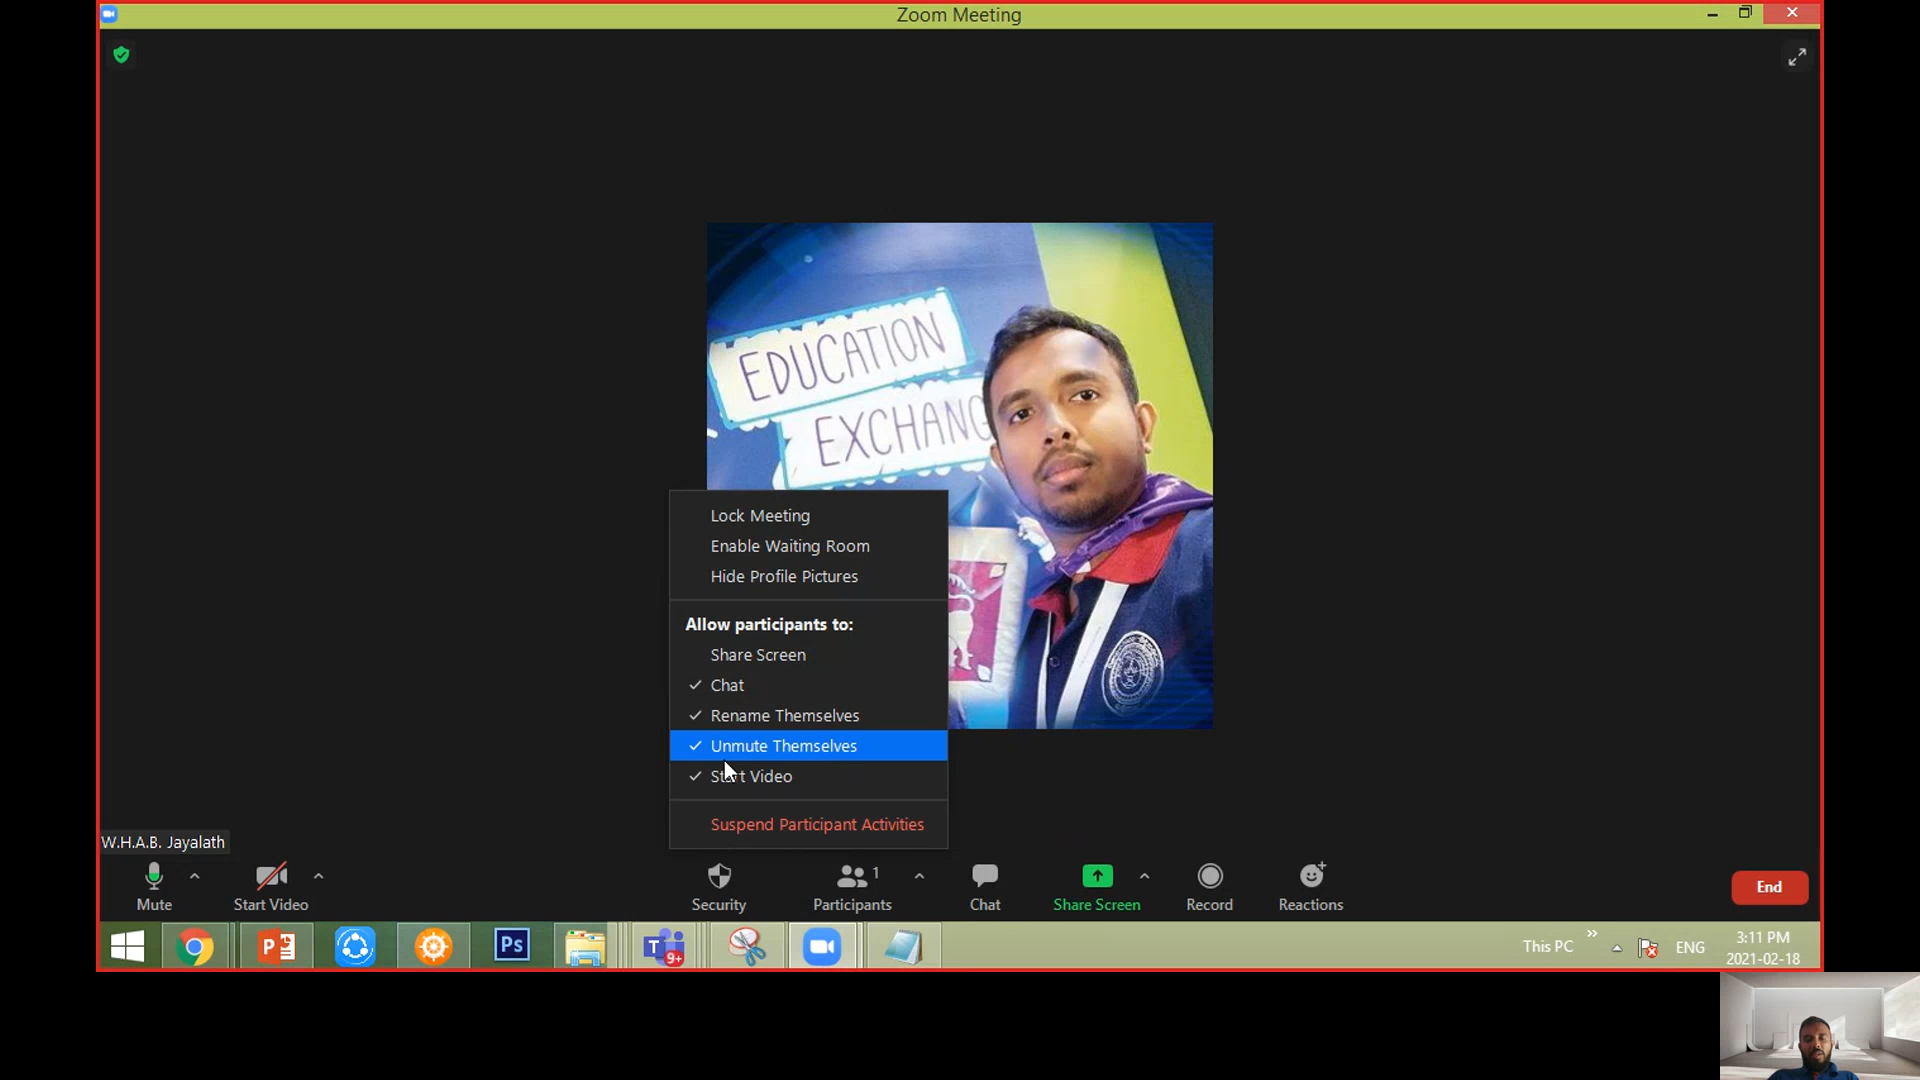 Zoom Meeting
EDUCATION
EXCHANG
Lock Meeting
Enable Waiting Room
Hide Profile Pictures
Allow participants to:
Share Screen
Chat
Rename Themselves
Unmute Themselves
Start Video
Suspend Participant Activities
W.H.A.B. Jayalath
Mute
Start Video
Security
Participants
1
Chat
Share Screen
Record
Reactions
End
Ps
T
9+
P
This PC
ENG
3:11 PM
2021-02-18